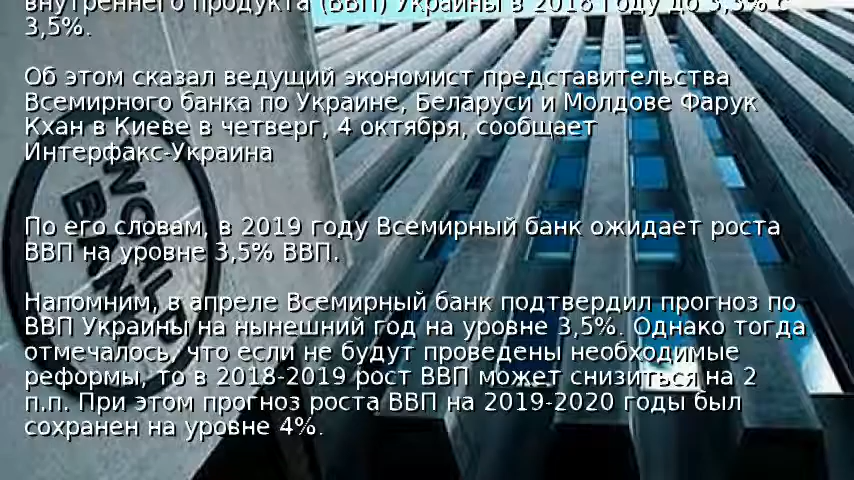 внутреннего продукта (ВВП) Украины в 2018 году до 3,3% с
3,5%.
Об этом сказал ведущий экономист представительства
Всемирного банка по Украине, Беларуси и Молдове Фарук
Кхан в Киеве в четверг, 4 октября, сообщает
Интерфакс-Украина
По его словам, в 2019 году Всемирный банк ожидает роста
ВВП на уровне 3,5% ВВП.
Напомним, в апреле Всемирный банк подтвердил прогноз по
ВВП Украины на нынешний год на уровне 3,5%. Однако тогда
отмечалось, что если не будут проведены необходимые
реформы, то в 2018-2019 рост ВВП может снизиться на 2
п.п. При этом прогноз роста ВВП на 2019-2020 годы был
сохранен на уровне 4%.
WORLD
BANK